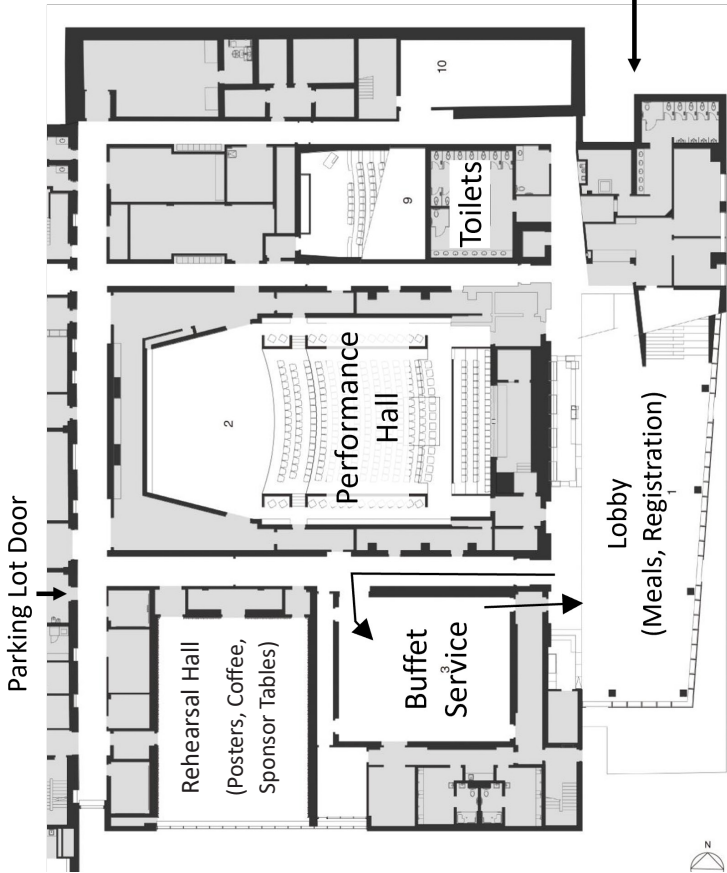 10
9
Toilets
2
Performance
Hall
Parking Lot Door
Rehearsal Hall
(Posters, Coffee,
Sponsor Tables)
Buffet
Service
3
Lobby
(Meals, Registration)
1
N